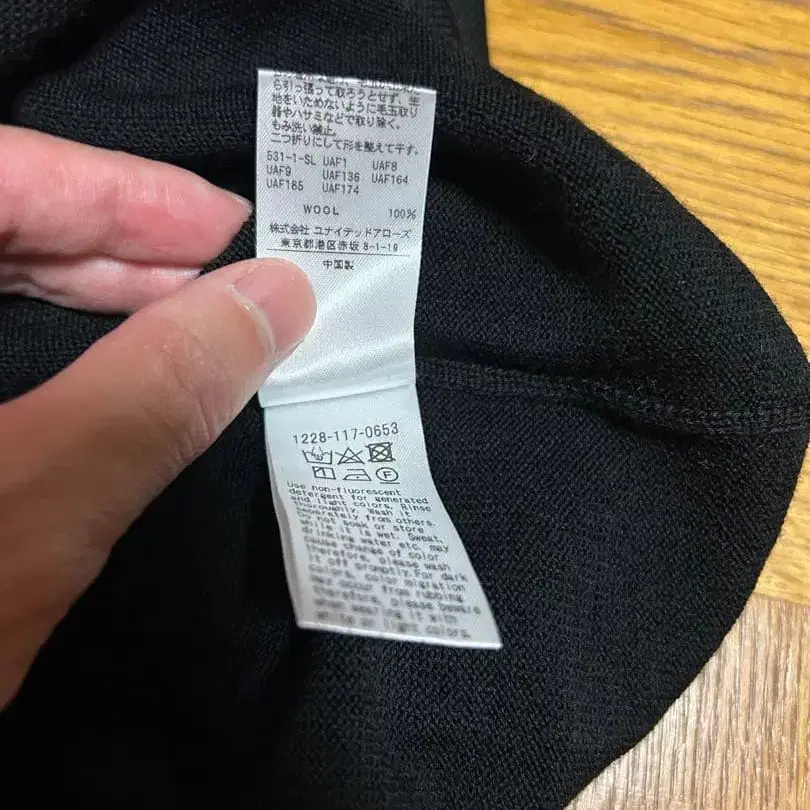 ら引っ張って取ろうとせず、生
地をいためないように毛玉取り
器やハサミなどで取り除く。
もみ洗い禁止。
二つ折りにして形を整えて干す。
531-1-SL UAF1 UAF8
UAF9 UAF136 UAF164
UAF185 UAF174
WOOL 100%
株式会社 ユナイテッドアローズ
東京都港区赤坂 8-1-19
中国製
1228-117-0653
F
Use non-fluorescent
detergent for generated
and light colors. Rinse
thoroughly. Wash it
separately from others.
Do not soak or store
while it is wet. Sweat,
drinking water etc. may
cause change of color
therefore, please wash
it off promptly.For dark
color, color migration
may occur from rubbing
therefore. Please beware
when wearing it with
white or light colors.